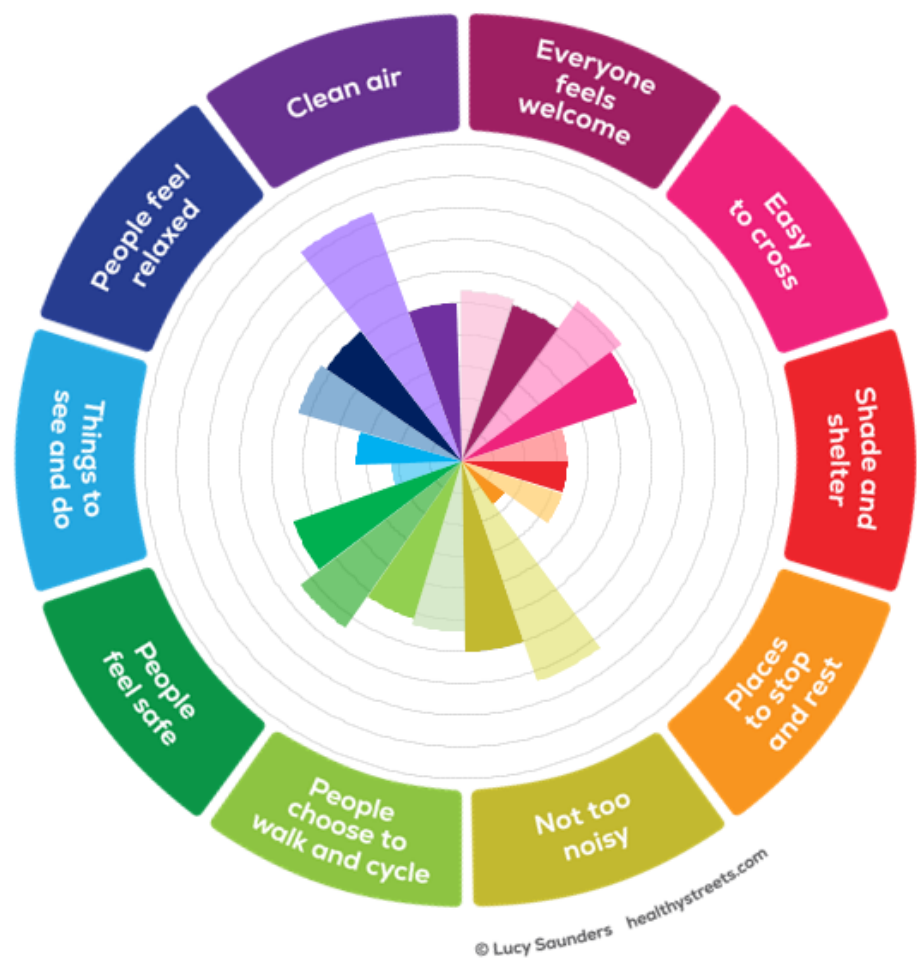 Clean air
Everyone
feels
welcome
Easy
to cross
Shade and
shelter
Places
to stop
and rest
Not too
noisy
People
choose to
walk and cycle
People
feel safe
Things to
see and do
People feel
relaxed
© Lucy Saunders healthystreets.com